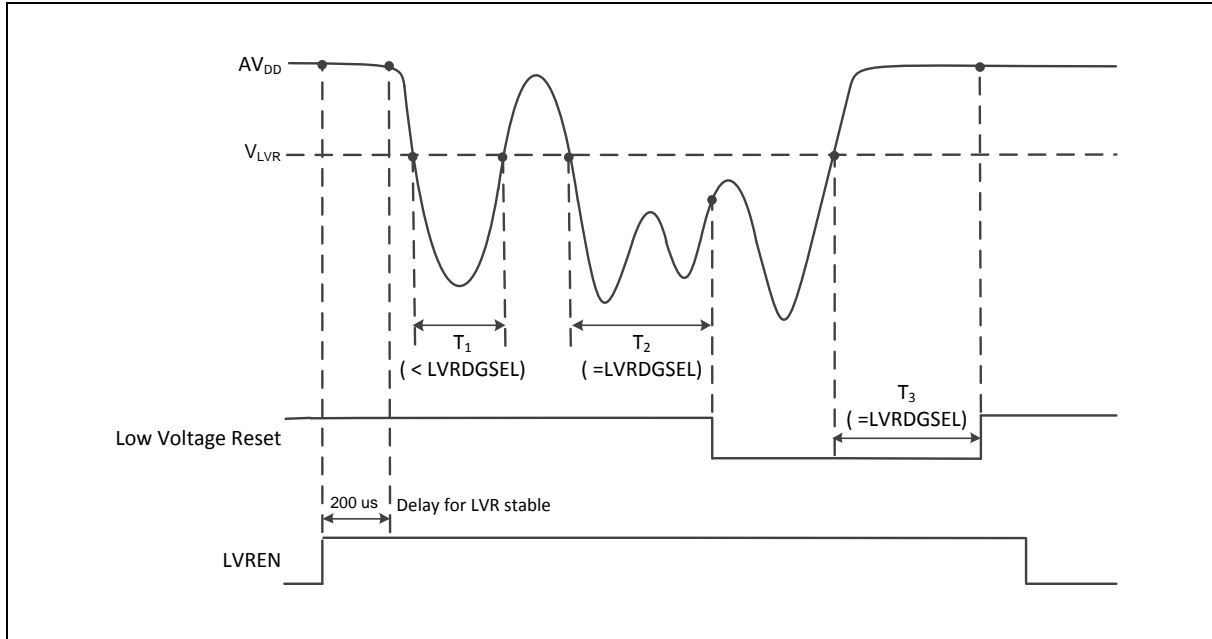 AVDD
VLVR
T1
( < LVRDGSEL)
T2
( =LVRDGSEL)
T3
( =LVRDGSEL)
Low Voltage Reset
200 us
Delay for LVR stable
LVREN